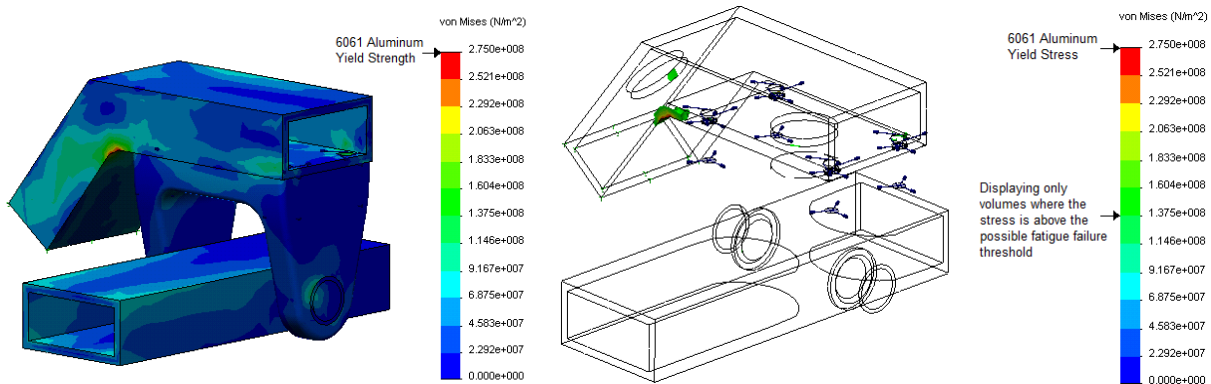 von Mises (N/m^2)
6061 Aluminum
Yield Strength
2.750e+008
2.521e+008
2.292e+008
2.063e+008
1.833e+008
1.604e+008
1.375e+008
1.146e+008
9.167e+007
6.875e+007
4.583e+007
2.292e+007
0.000e+000
von Mises (N/m^2)
6061 Aluminum
Yield Stress
2.750e+008
2.521e+008
2.292e+008
2.063e+008
1.833e+008
1.604e+008
Displaying only
volumes where the
stress is above the
possible fatigue failure
threshold
1.375e+008
1.146e+008
9.167e+007
6.875e+007
4.583e+007
2.292e+007
0.000e+000